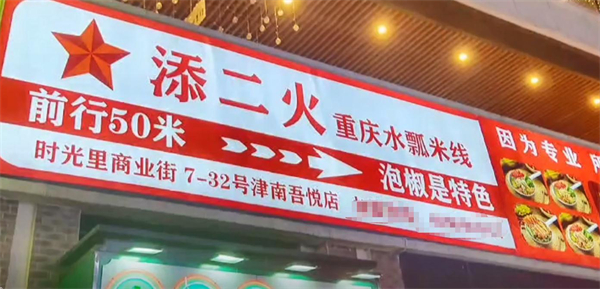 添二火 重庆水瓢米线
前行50米 泡椒是特色
时光里商业街 7-32号津南吾悦店
因为专业